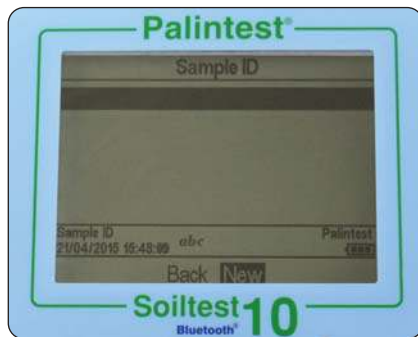 Palintest®
Sample ID
Sample ID
abc
Palintest
21/04/2015 15:48:09
Back New
Soiltest 10
Bluetooth®